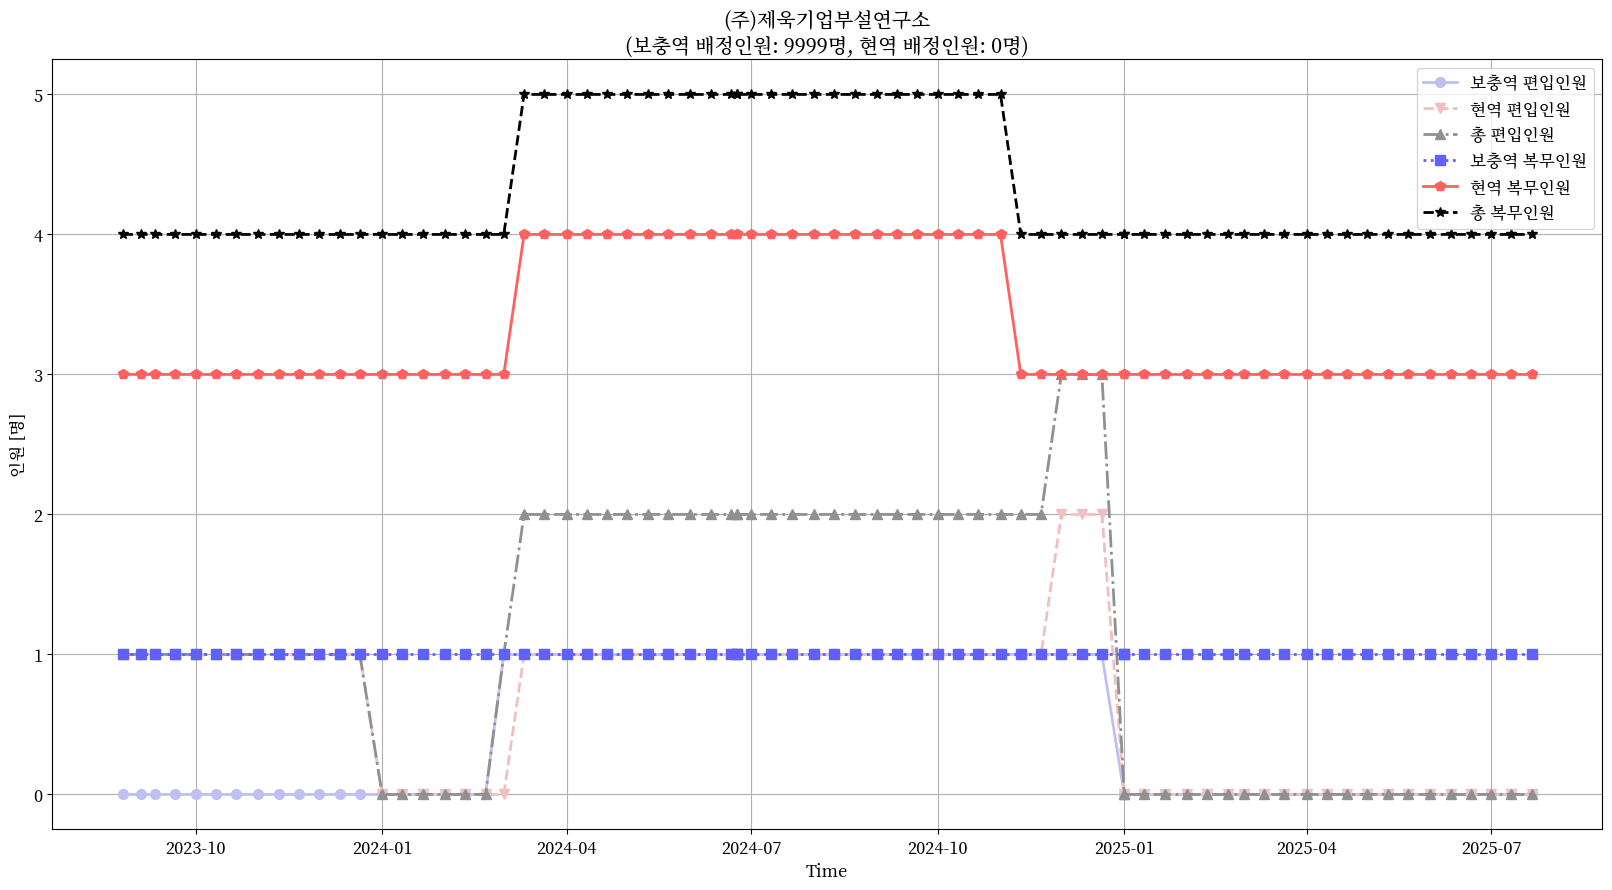 (주)제욱기업부설연구소
(보충역 배정인원: 9999명, 현역 배정인원: 0명)
보충역 편입인원
현역 편입인원
총 편입인원
보충역 복무인원
현역 복무인원
총 복무인원
인원 [명]
5
4
3
2
1
0
2023-10
2024-01
2024-04
2024-07
2024-10
2025-01
2025-04
2025-07
Time